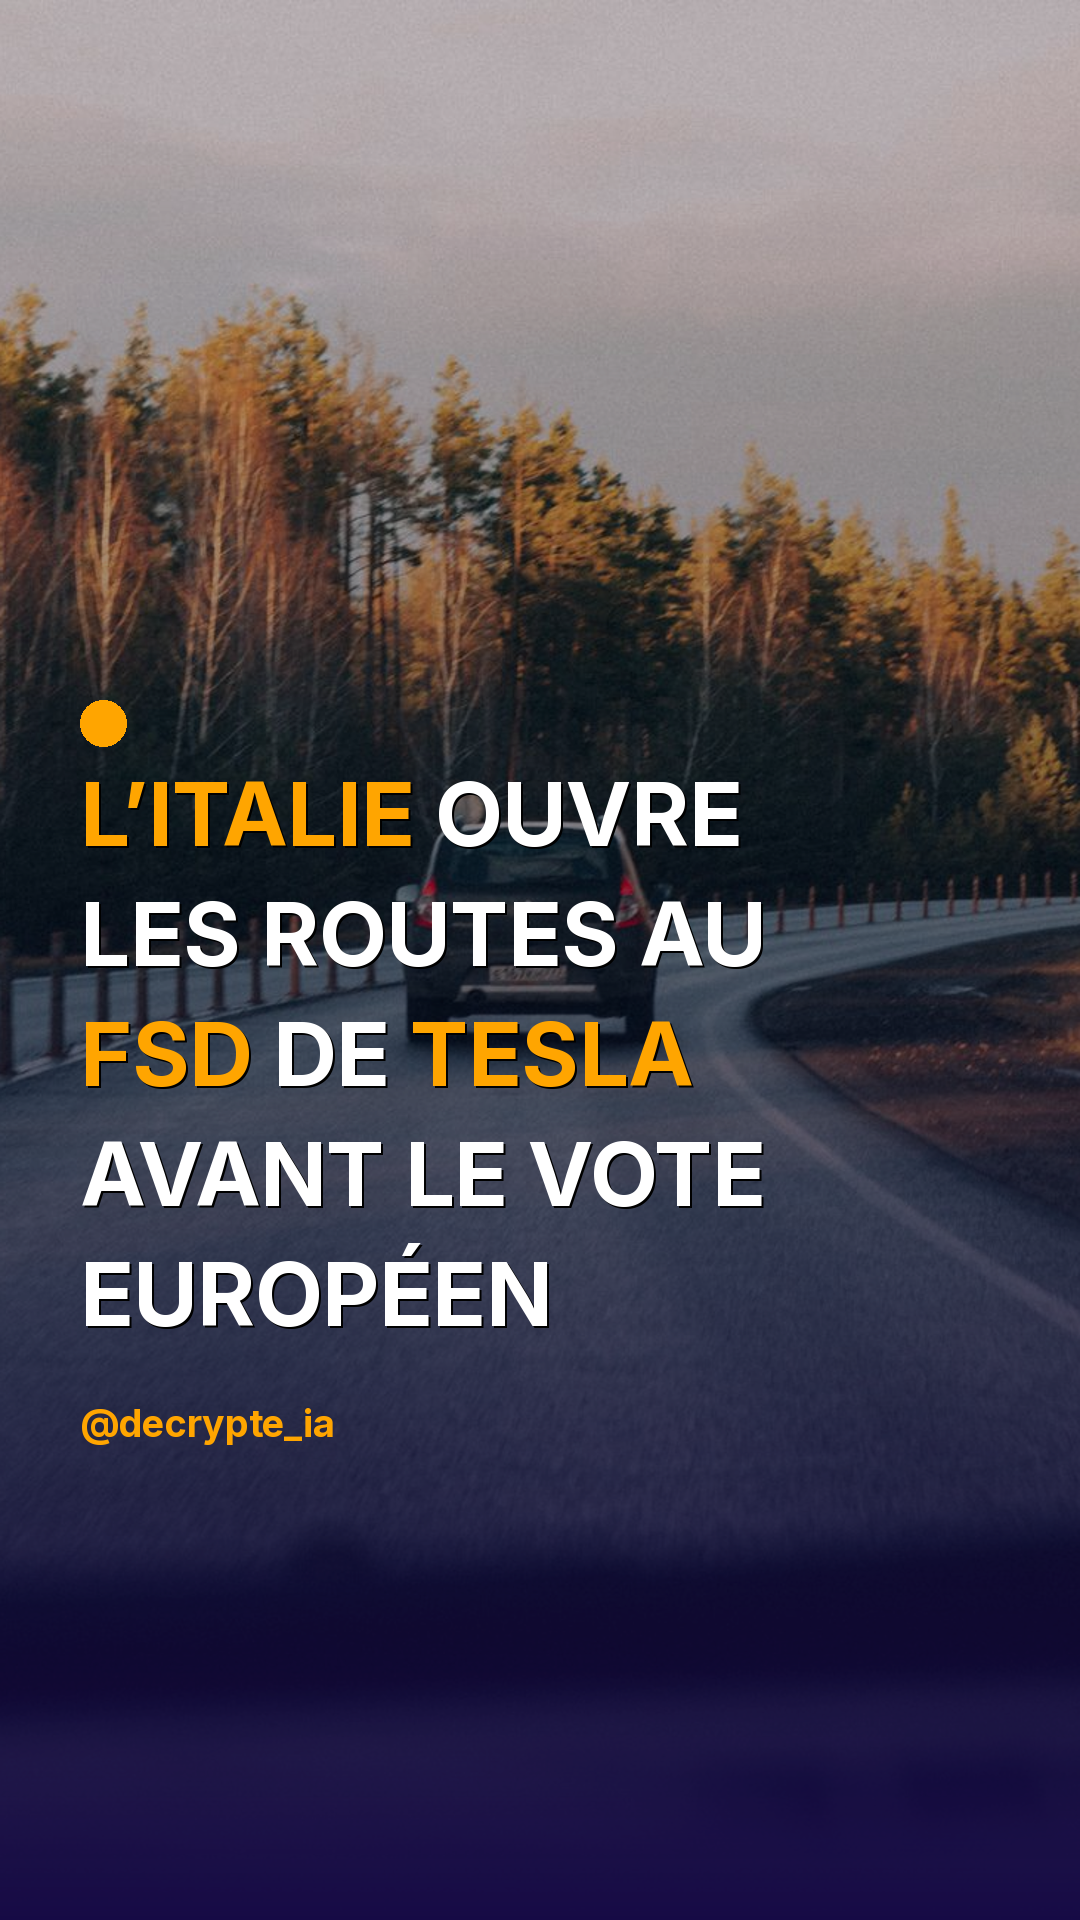 L’ITALIE OUVRE
LES ROUTES AU
FSD DE TESLA
AVANT LE VOTE
EUROPÉEN
@decrypte_ia